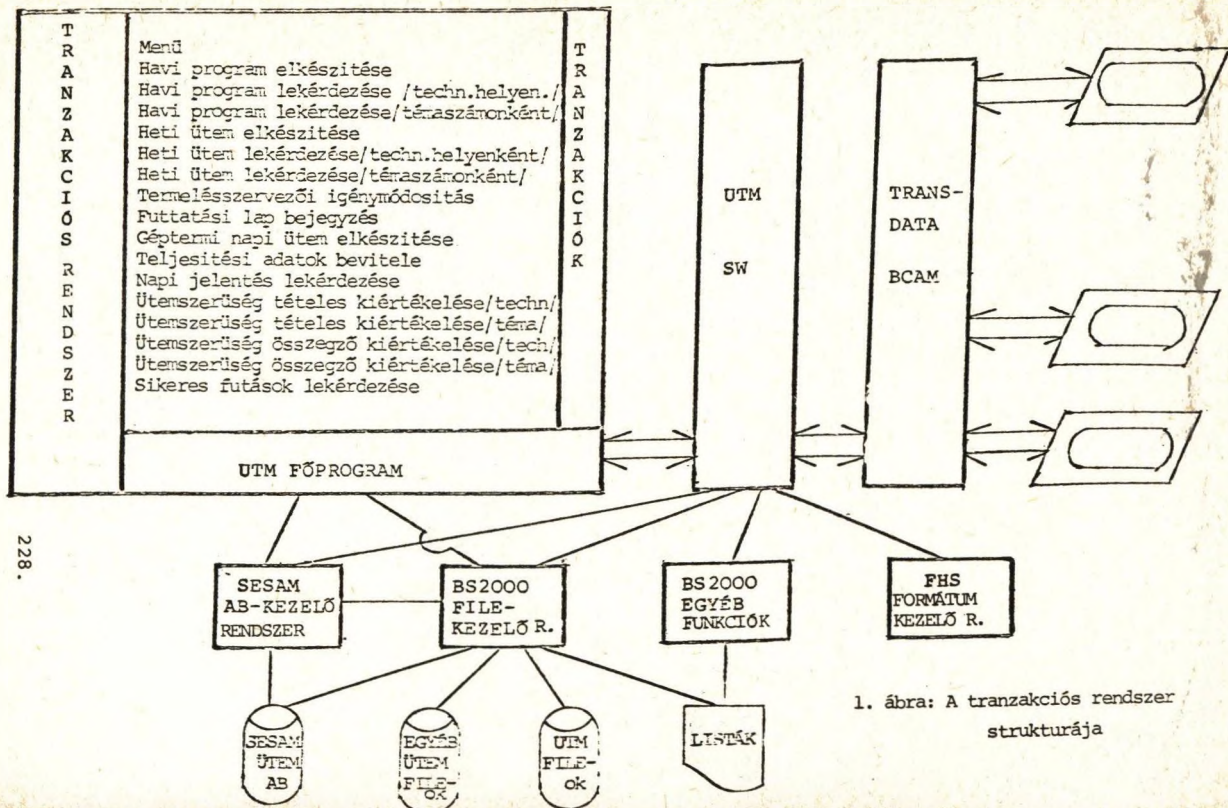 TRANZAKCIÓS RENDSZER
Menü
Havi program elkészitése
Havi program lekérdezése /techn.helyen./
Havi program lekérdezése/témaszámonként/
Heti ütem elkészitése
Heti ütem lekérdezése/techn.helyenként/
Heti ütem lekérdezése/témaszámonként/
Termelésszervezői igénymódositás
Futtatási lap bejegyzés
Géptermi napi ütem elkészitése
Teljesitési adatok bevitele
Napi jelentés lekérdezése
Ütemszerüség tételes kiértékelése/techn/
Ütemszerüség tételes kiértékelése/téma/
Ütemszerüség összegző kiértékelése/tech/
Ütemszerüség összegző kiértékelése/téma/
Sikeres futások lekérdezése
TRANZAKCIÓK
UTM FŐPROGRAM
UTM
SW
TRANS-
DATA
BCAM
SESAM
AB-KEZELŐ
RENDSZER
BS2000
FILE-
KEZELŐ R.
BS2000
EGYÉB
FUNKCIÓK
FHS
FORMÁTUM
KEZELŐ R.
SESAM
ÜTEM
AB
EGYÉB
ÜTEM
FILE-
OK
UTM
FILE-
ok
LISTÁK
1. ábra: A tranzakciós rendszer
strukturája
228.